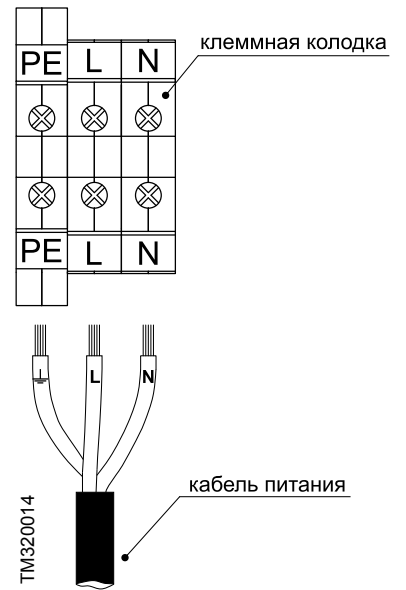 клеммная колодка
PE L N
PE L N
L N
кабель питания
TM320014